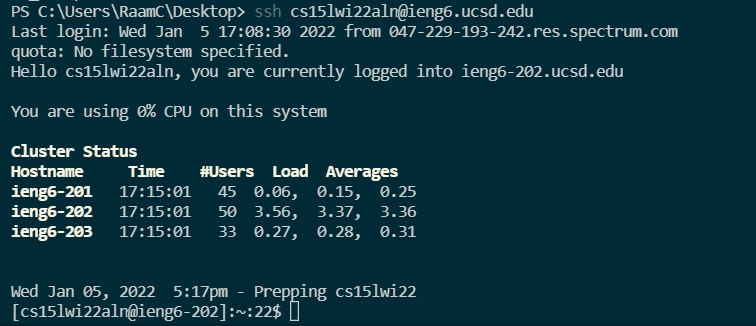 PS C:\Users\RaamC\Desktop> ssh cs15lwi22aln@ieng6.ucsd.edu
Last login: Wed Jan  5 17:08:30 2022 from 047-229-193-242.res.spectrum.com
quota: No filesystem specified.
Hello cs15lwi22aln, you are currently logged into ieng6-202.ucsd.edu
You are using 0% CPU on this system
Cluster Status
Hostname     Time    #Users  Load  Averages
ieng6-201   17:15:01   45  0.06,  0.15,  0.25
ieng6-202   17:15:01   50  3.56,  3.37,  3.36
ieng6-203   17:15:01   33  0.27,  0.28,  0.31
Wed Jan 05, 2022  5:17pm - Prepping cs15lwi22
[cs15lwi22aln@ieng6-202]:~:22$